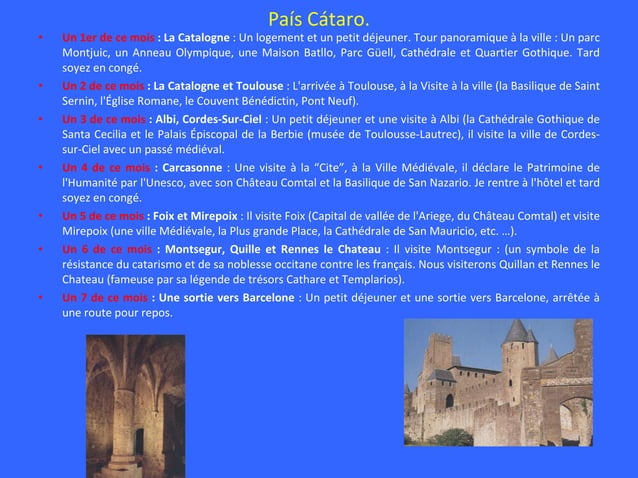 País Cátaro.
• Un 1er de ce mois : La Catalogne : Un logement et un petit déjeuner. Tour panoramique à la ville : Un parc
Montjuic, un Anneau Olympique, une Maison Batllo, Parc Güell, Cathédrale et Quartier Gothique. Tard
soyez en congé.
• Un 2 de ce mois : La Catalogne et Toulouse : L'arrivée à Toulouse, à la Visite à la ville (la Basilique de Saint
Sernin, l'Église Romane, le Couvent Bénédictin, Pont Neuf).
• Un 3 de ce mois : Albi, Cordes-Sur-Ciel : Un petit déjeuner et une visite à Albi (la Cathédrale Gothique de
Santa Cecilia et le Palais Épiscopal de la Berbie (musée de Toulousse-Lautrec), il visite la ville de Cordes-
sur-Ciel avec un passé médiéval.
• Un 4 de ce mois : Carcasonne : Une visite à la “Cite”, à la Ville Médiévale, il déclare le Patrimoine de
l'Humanité par l'Unesco, avec son Château Comtal et la Basilique de San Nazario. Je rentre à l'hôtel et tard
soyez en congé.
• Un 5 de ce mois : Foix et Mirepoix : Il visite Foix (Capital de vallée de l'Ariege, du Château Comtal) et visite
Mirepoix (une ville Médiévale, la Plus grande Place, la Cathédrale de San Mauricio, etc. …).
• Un 6 de ce mois : Montsegur, Quille et Rennes le Chateau : Il visite Montsegur : (un symbole de la
résistance du catarismo et de sa noblesse occitane contre les français. Nous visiterons Quillan et Rennes le
Chateau (fameuse par sa légende de trésors Cathare et Templarios).
• Un 7 de ce mois : Une sortie vers Barcelone : Un petit déjeuner et une sortie vers Barcelone, arrêtée à
une route pour repos.